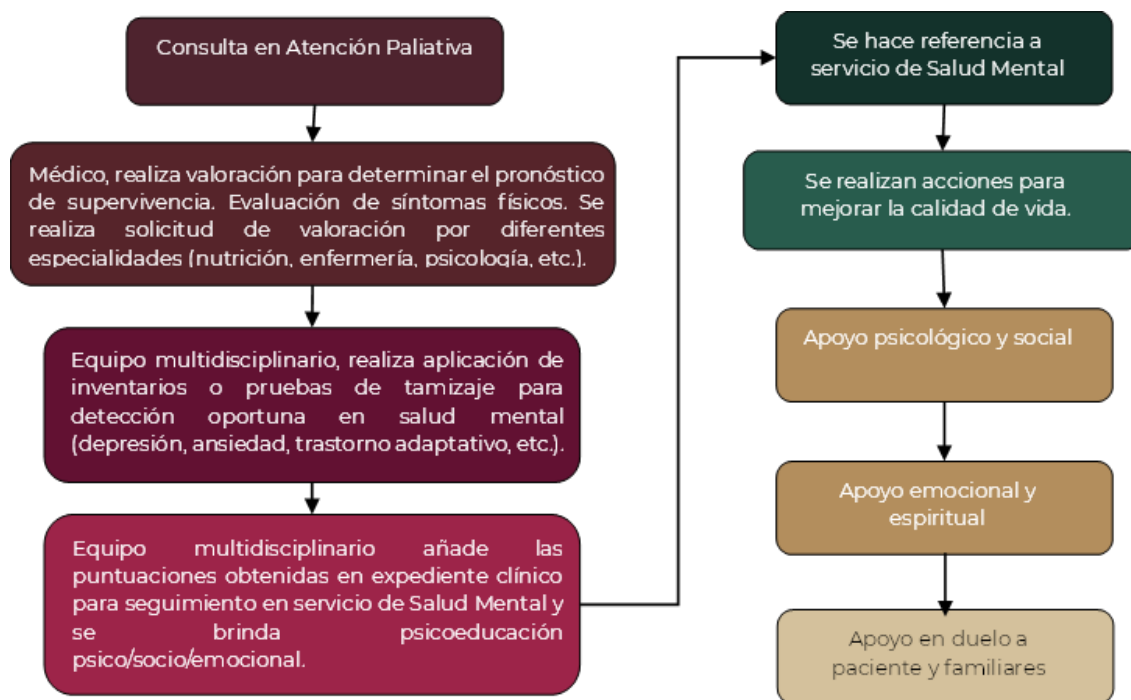 Consulta en Atención Paliativa
Médico, realiza valoración para determinar el pronóstico
de supervivencia. Evaluación de síntomas físicos. Se
realiza solicitud de valoración por diferentes
especialidades (nutrición, enfermería, psicología, etc.).
Equipo multidisciplinario, realiza aplicación de
inventarios o pruebas de tamizaje para
detección oportuna en salud mental
(depresión, ansiedad, trastorno adaptativo, etc.).
Equipo multidisciplinario añade las
puntuaciones obtenidas en expediente clínico
para seguimiento en servicio de Salud Mental y
se brinda psicoeducación
psico/socio/emocional.
Se hace referencia a
servicio de Salud Mental
Se realizan acciones para
mejorar la calidad de vida.
Apoyo psicológico y social
Apoyo emocional y
espiritual
Apoyo en duelo a
paciente y familiares